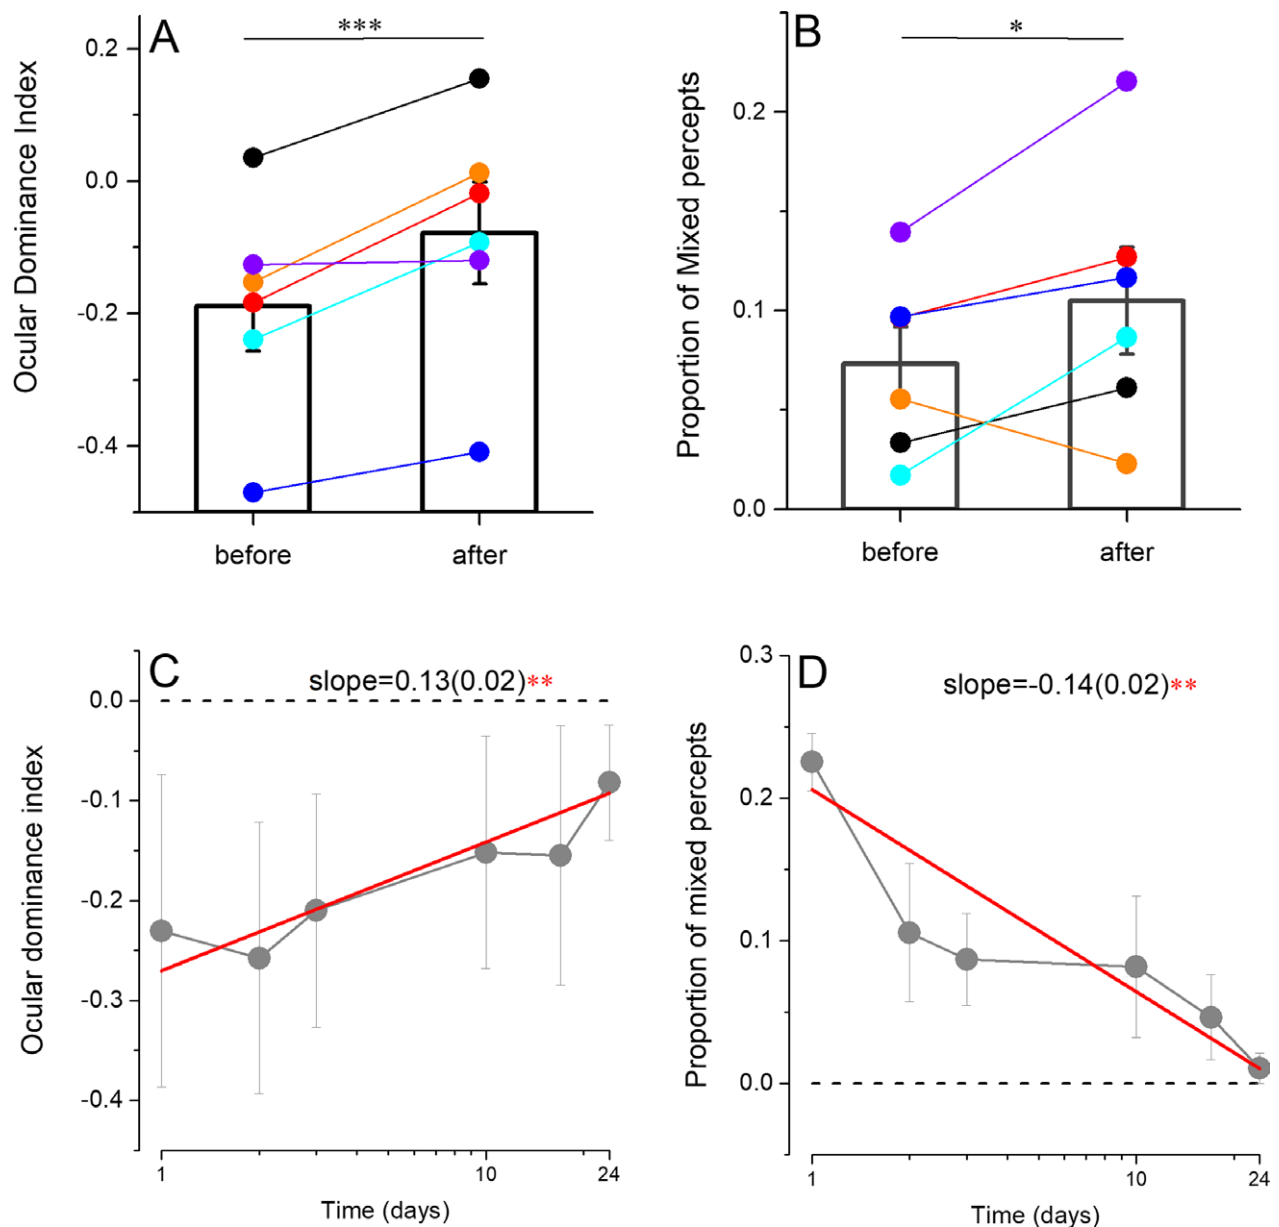 A
***
Ocular Dominance Index
0.2
0.0
-0.2
-0.4
before
after
B
*
Proportion of Mixed percepts
0.2
0.1
0.0
before
after
C
slope=0.13(0.02)**
Ocular dominance index
0.0
-0.1
-0.2
-0.3
-0.4
1
10
24
Time (days)
D
slope=-0.14(0.02)**
Proportion of mixed percepts
0.3
0.2
0.1
0.0
1
10
24
Time (days)